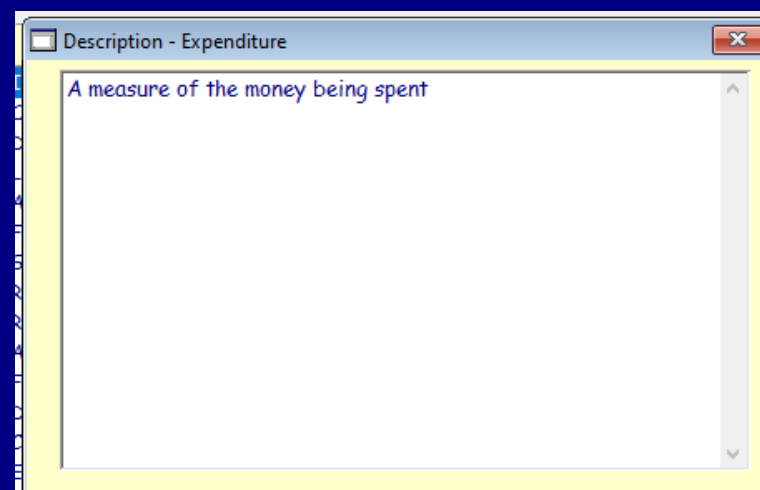 Description - Expenditure
A measure of the money being spent